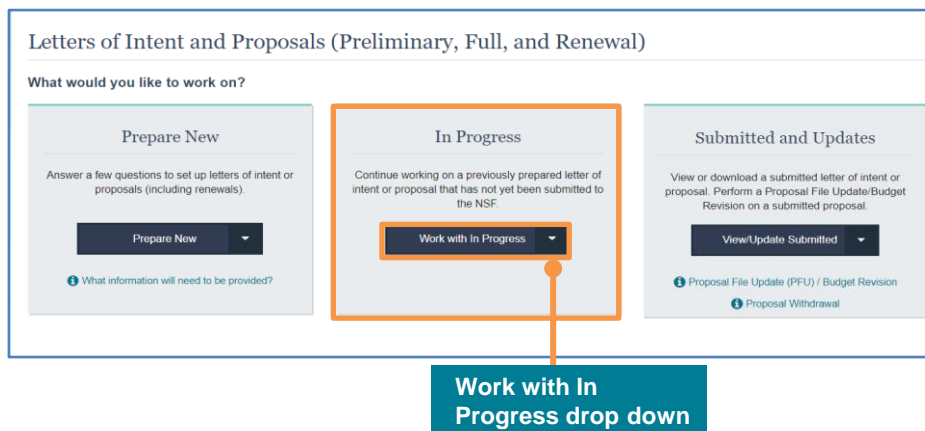 Letters of Intent and Proposals (Preliminary, Full, and Renewal)
What would you like to work on?
Prepare New
Answer a few questions to set up letters of intent or
proposals (including renewals).
Prepare New
What information will need to be provided?
In Progress
Continue working on a previously prepared letter of
intent or proposal that has not yet been submitted to
the NSF.
Work with In Progress
Submitted and Updates
View or download a submitted letter of intent or
proposal. Perform a Proposal File Update/Budget
Revision on a submitted proposal.
View/Update Submitted
Proposal File Update (PFU) / Budget Revision
Proposal Withdrawal
Work with In
Progress drop down